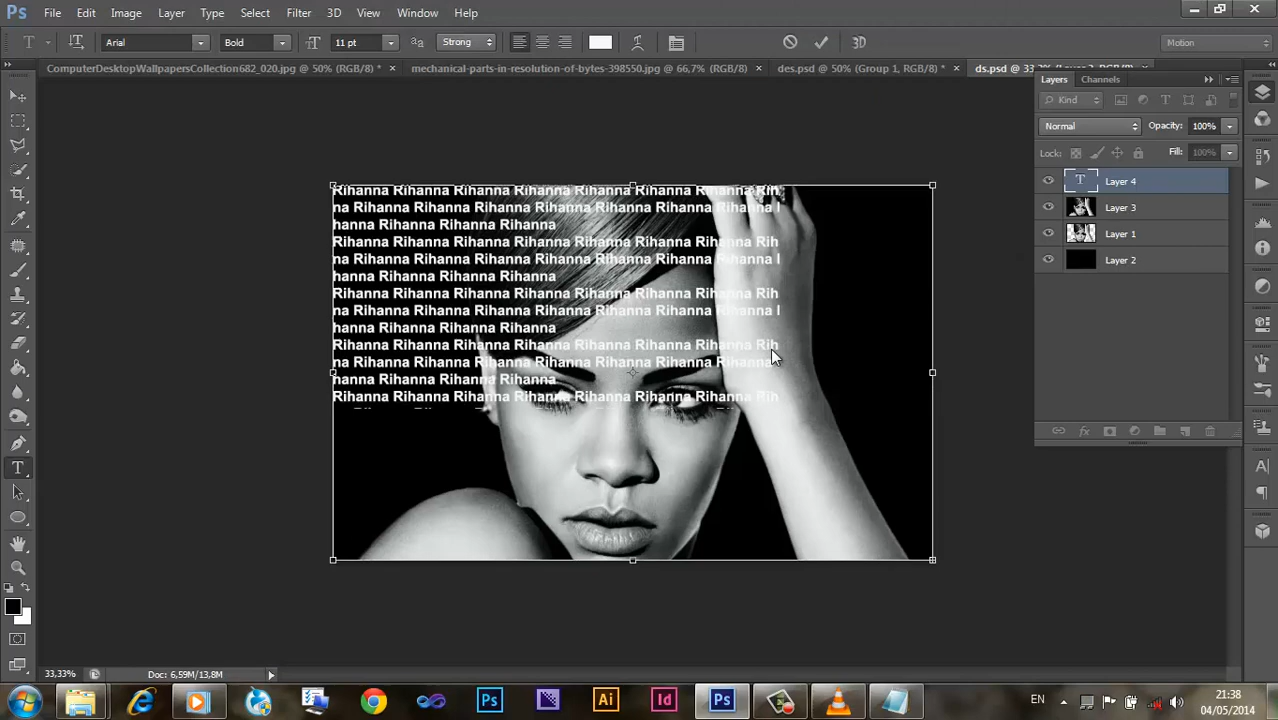 Ps File Edit Image Layer Type Select Filter 3D View Window Help
T Arial Bold 11 pt aa Strong 3D Motion
ComputerDesktopWallpapersCollection682_020.jpg @ 50% (RGB/8) * × mechanical-parts-in-resolution-of-bytes-398550.jpg @ 66,7% (RGB/8) × des.psd @ 50% (Group 1, RGB/8) * × ds.psd @
Layers Channels
Kind
Normal Opacity: 100%
Lock: Fill: 100%
T Layer 4
Layer 3
Layer 1
Layer 2
Rihanna Rihanna Rihanna Rihanna Rihanna Rihanna Rihanna Rih
na Rihanna Rihanna Rihanna Rihanna Rihanna Rihanna Rihanna
hanna Rihanna Rihanna Rihanna
Rihanna Rihanna Rihanna Rihanna Rihanna Rihanna Rihanna Rih
na Rihanna Rihanna Rihanna Rihanna Rihanna Rihanna Rihanna
hanna Rihanna Rihanna Rihanna
Rihanna Rihanna Rihanna Rihanna Rihanna Rihanna Rihanna Rih
na Rihanna Rihanna Rihanna Rihanna Rihanna Rihanna Rihanna
hanna Rihanna Rihanna Rihanna
Rihanna Rihanna Rihanna Rihanna Rihanna Rihanna Rihanna Rih
na Rihanna Rihanna Rihanna Rihanna Rihanna Rihanna Rihanna
hanna Rihanna Rihanna Rihanna
Rihanna Rihanna Rihanna Rihanna Rihanna Rihanna Rihanna Rih
33,33% Doc: 6,59M/13,8M
Ps Ai Id Ps EN 21:38
04/05/2014